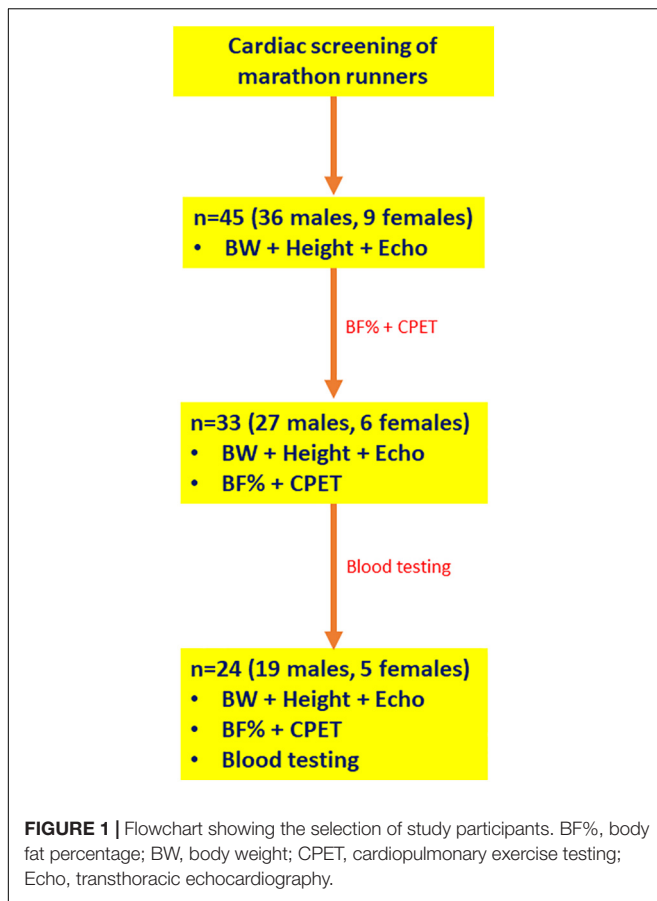 Cardiac screening of
marathon runners
n=45 (36 males, 9 females)
• BW + Height + Echo
BF% + CPET
n=33 (27 males, 6 females)
• BW + Height + Echo
• BF% + CPET
Blood testing
n=24 (19 males, 5 females)
• BW + Height + Echo
• BF% + CPET
• Blood testing
FIGURE 1 | Flowchart showing the selection of study participants. BF%, body
fat percentage; BW, body weight; CPET, cardiopulmonary exercise testing;
Echo, transthoracic echocardiography.